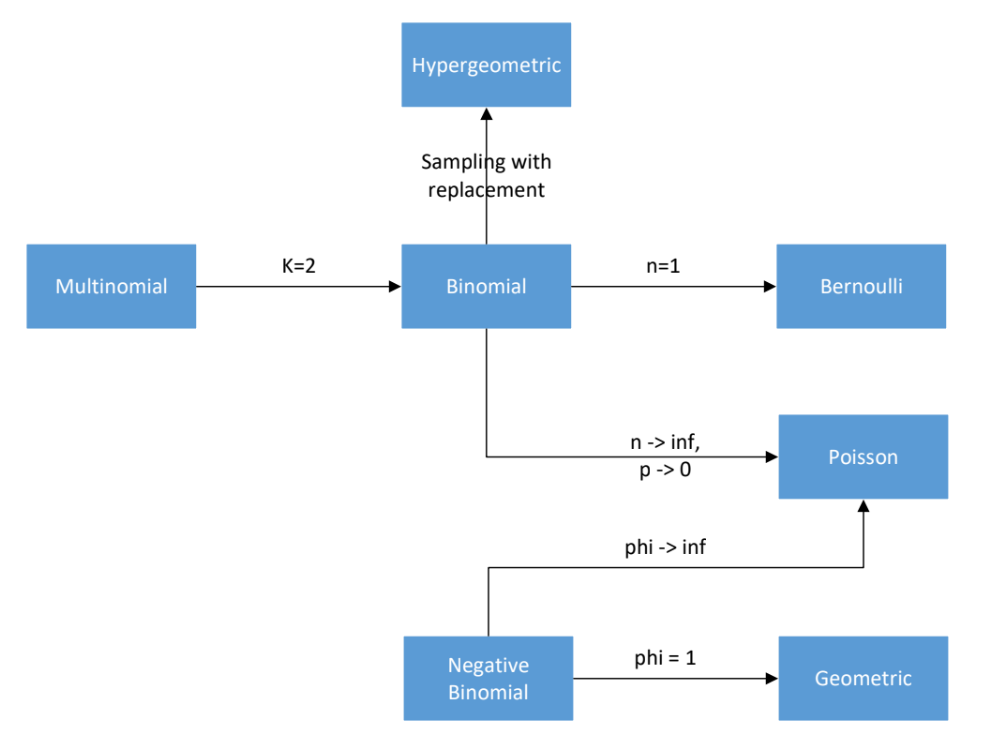 Hypergeometric
Sampling with
replacement
Multinomial
K=2
Binomial
n=1
Bernoulli
n -> inf,
p -> 0
Poisson
phi -> inf
Negative
Binomial
phi = 1
Geometric